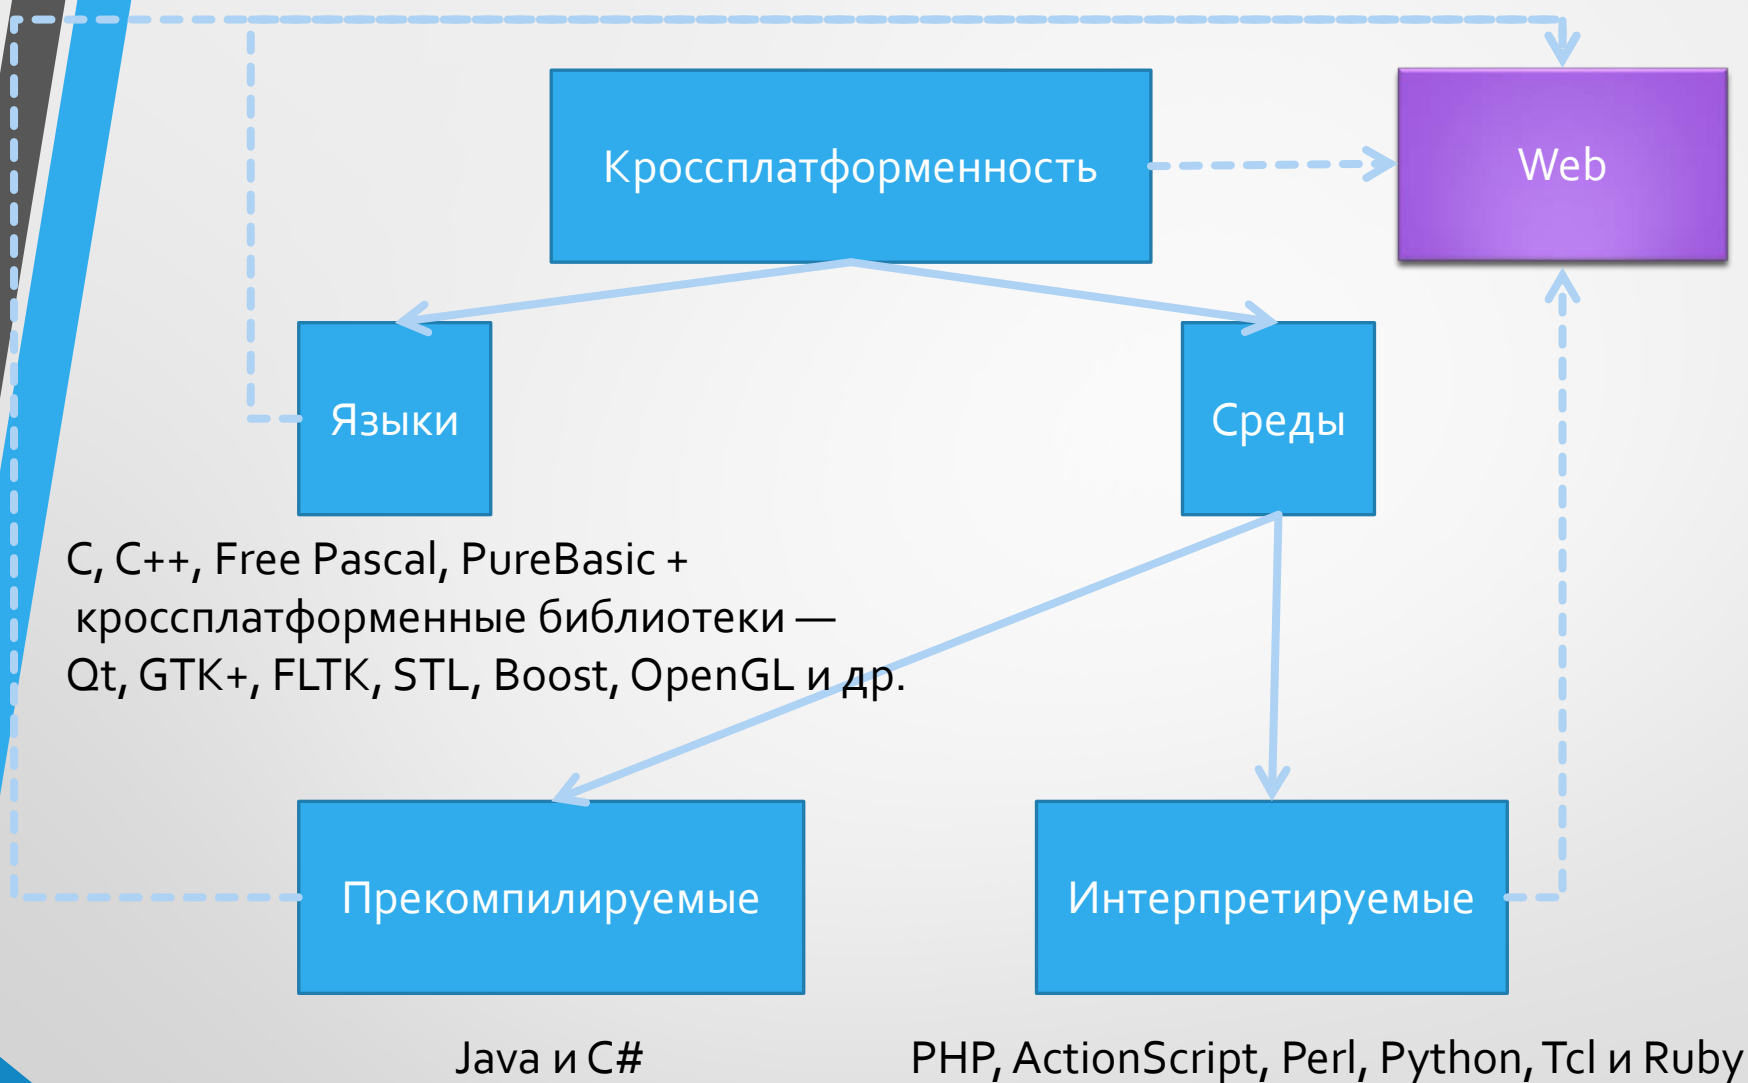 Кроссплатформенность
Web
Языки
Среды
C, C++, Free Pascal, PureBasic +
кроссплатформенные библиотеки —
Qt, GTK+, FLTK, STL, Boost, OpenGL и др.
Прекомпилируемые
Интерпретируемые
Java и C#
PHP, ActionScript, Perl, Python, Tcl и Ruby